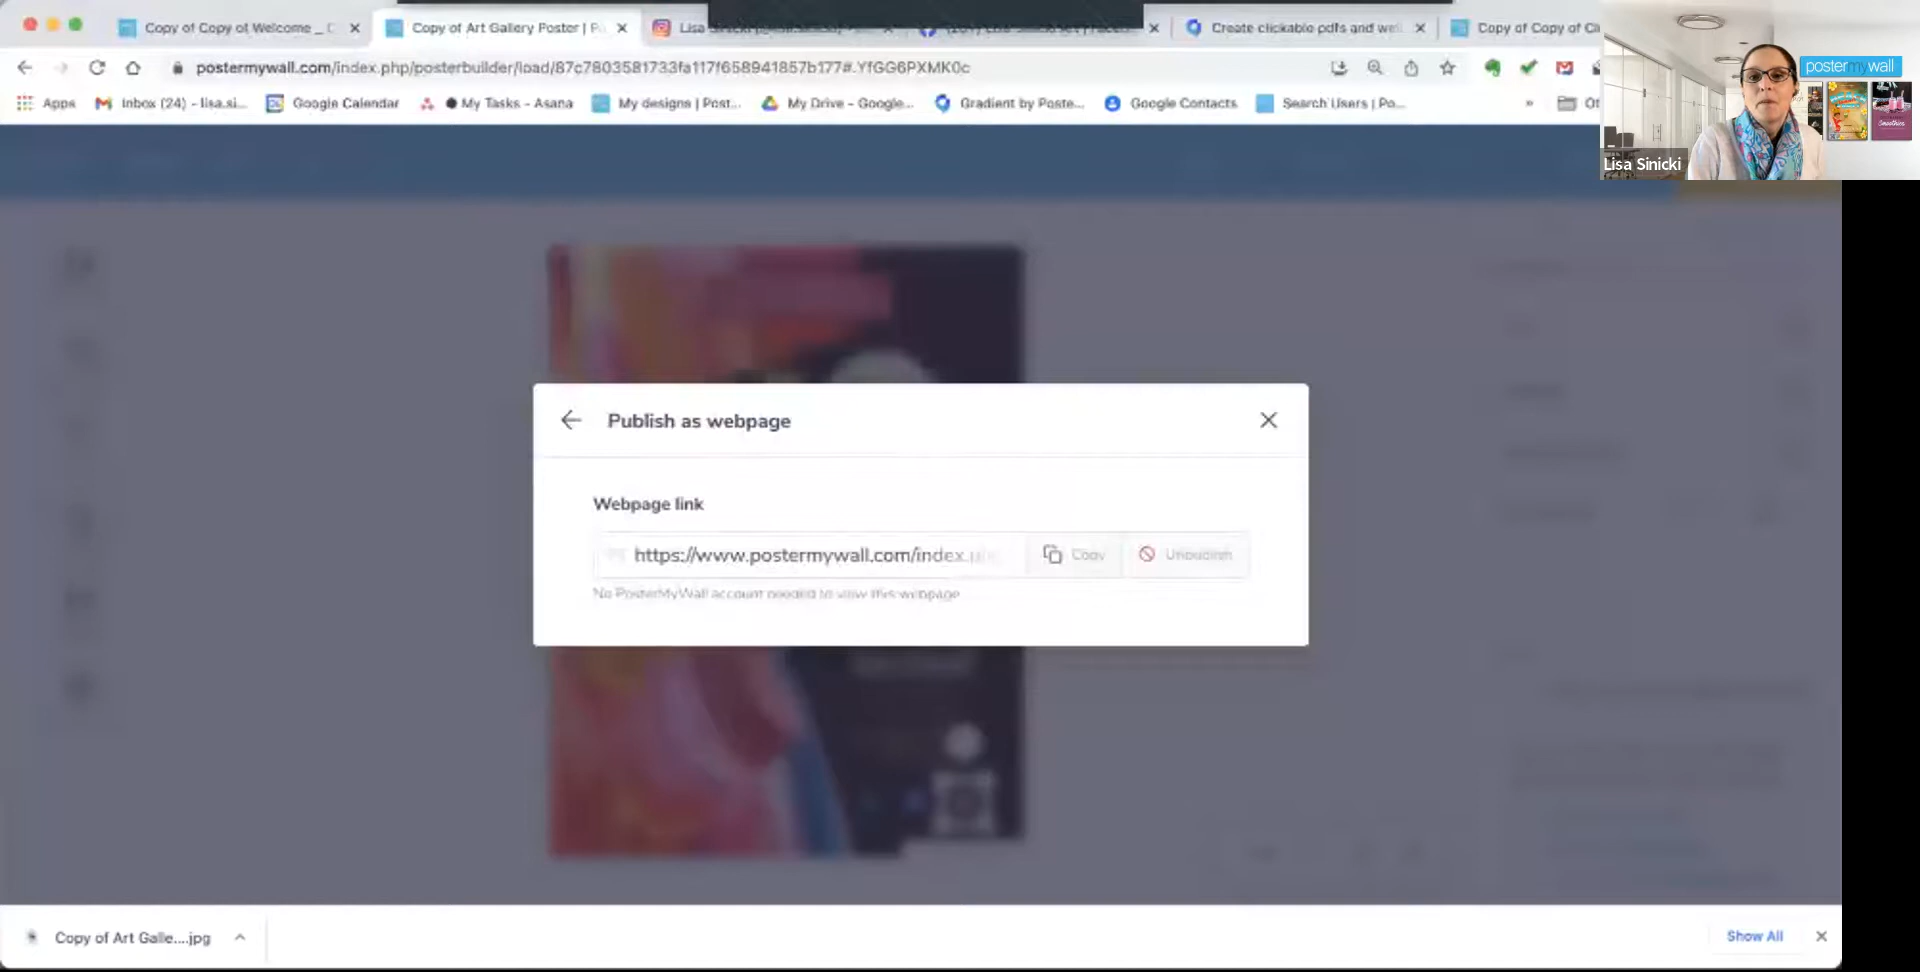 Copy of Copy of Welcome _
Copy of Art Gallery Poster |
Lisa Sinicki
Create clickable pdfs and
Copy of Copy of
postermywall.com/index.php/posterbuilder/load/87c7803581733fa117f658941857b177#.YfGG6PXMK0c
Apps
Inbox (24) - lisa.si...
Google Calendar
My Tasks - Asana
My designs | Post...
My Drive - Google...
Gradient by Poste...
Google Contacts
Search Users | Po...
»
postermywall
Smoothies
Lisa Sinicki
Publish as webpage
Webpage link
https://www.postermywall.com/index.
Copy
Unpublish
No PosterMyWall account needed to view this webpage
Copy of Art Galle....jpg
Show All